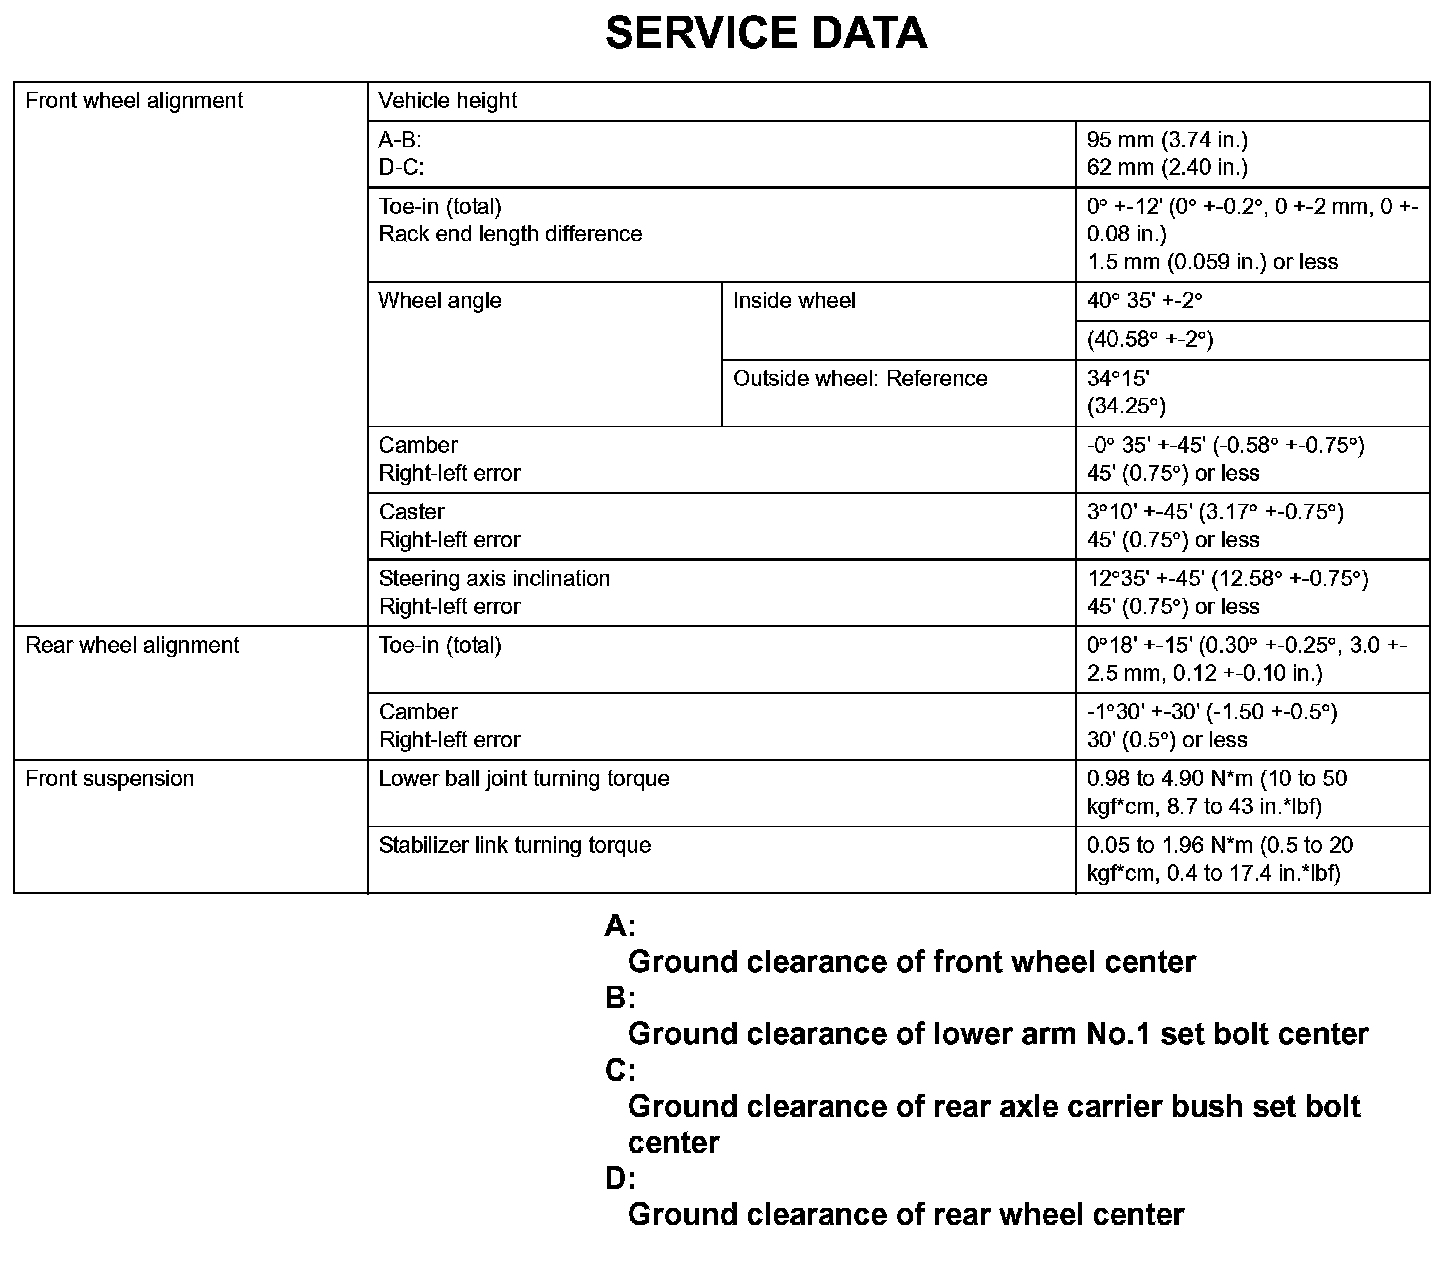 SERVICE DATA
Front wheel alignment
Vehicle height
A-B:
D-C:
95 mm (3.74 in.)
62 mm (2.40 in.)
Toe-in (total)
Rack end length difference
0° +-12' (0° +-0.2°, 0 +-2 mm, 0 +-
0.08 in.)
1.5 mm (0.059 in.) or less
Wheel angle
Inside wheel
40° 35' +-2°
(40.58° +-2°)
Outside wheel: Reference
34°15'
(34.25°)
Camber
Right-left error
-0° 35' +-45' (-0.58° +-0.75°)
45' (0.75°) or less
Caster
Right-left error
3°10' +-45' (3.17° +-0.75°)
45' (0.75°) or less
Steering axis inclination
Right-left error
12°35' +-45' (12.58° +-0.75°)
45' (0.75°) or less
Rear wheel alignment
Toe-in (total)
0°18' +-15' (0.30° +-0.25°, 3.0 +-
2.5 mm, 0.12 +-0.10 in.)
Camber
Right-left error
-1°30' +-30' (-1.50 +-0.5°)
30' (0.5°) or less
Front suspension
Lower ball joint turning torque
0.98 to 4.90 N*m (10 to 50
kgf*cm, 8.7 to 43 in.*lbf)
Stabilizer link turning torque
0.05 to 1.96 N*m (0.5 to 20
kgf*cm, 0.4 to 17.4 in.*lbf)
A:
Ground clearance of front wheel center
B:
Ground clearance of lower arm No.1 set bolt center
C:
Ground clearance of rear axle carrier bush set bolt
center
D:
Ground clearance of rear wheel center